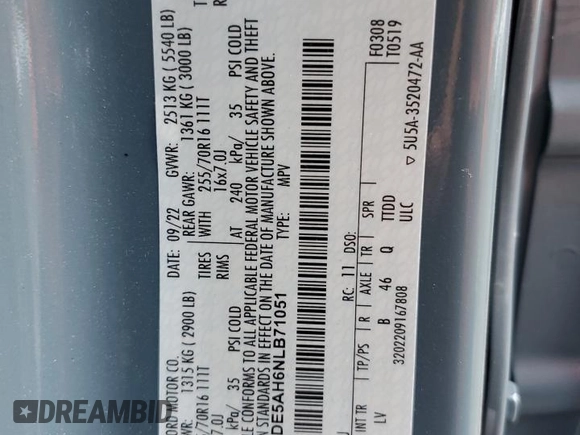 ORD MOTOR CO. DATE: 09/22 GVWR: 2513 KG ( 5540 LB)
WR: 1315 KG ( 2900 LB) REAR GAWR: 1361 KG ( 3000 LB)
/70R16 111T TIRES WITH 255/70R16 111T
7.0J RIMS 16x7.0J
/ 35 PSI COLD AT 240 kPa/ 35 PSI COLD
LE CONFORMS TO ALL APPLICABLE FEDERAL MOTOR VEHICLE SAFETY AND THEFT
N STANDARDS IN EFFECT ON THE DATE OF MANUFACTURE SHOWN ABOVE.
DE5AH6NLB71051 TYPE: MPV
F0308
T0519
RC: 11 DSO:
INT TR TP/PS R AXLE TR SPR
LV B 46 Q TTDD
ULC
3202209167808 ▽ 5U5A-3520472-AA
DREAMBID